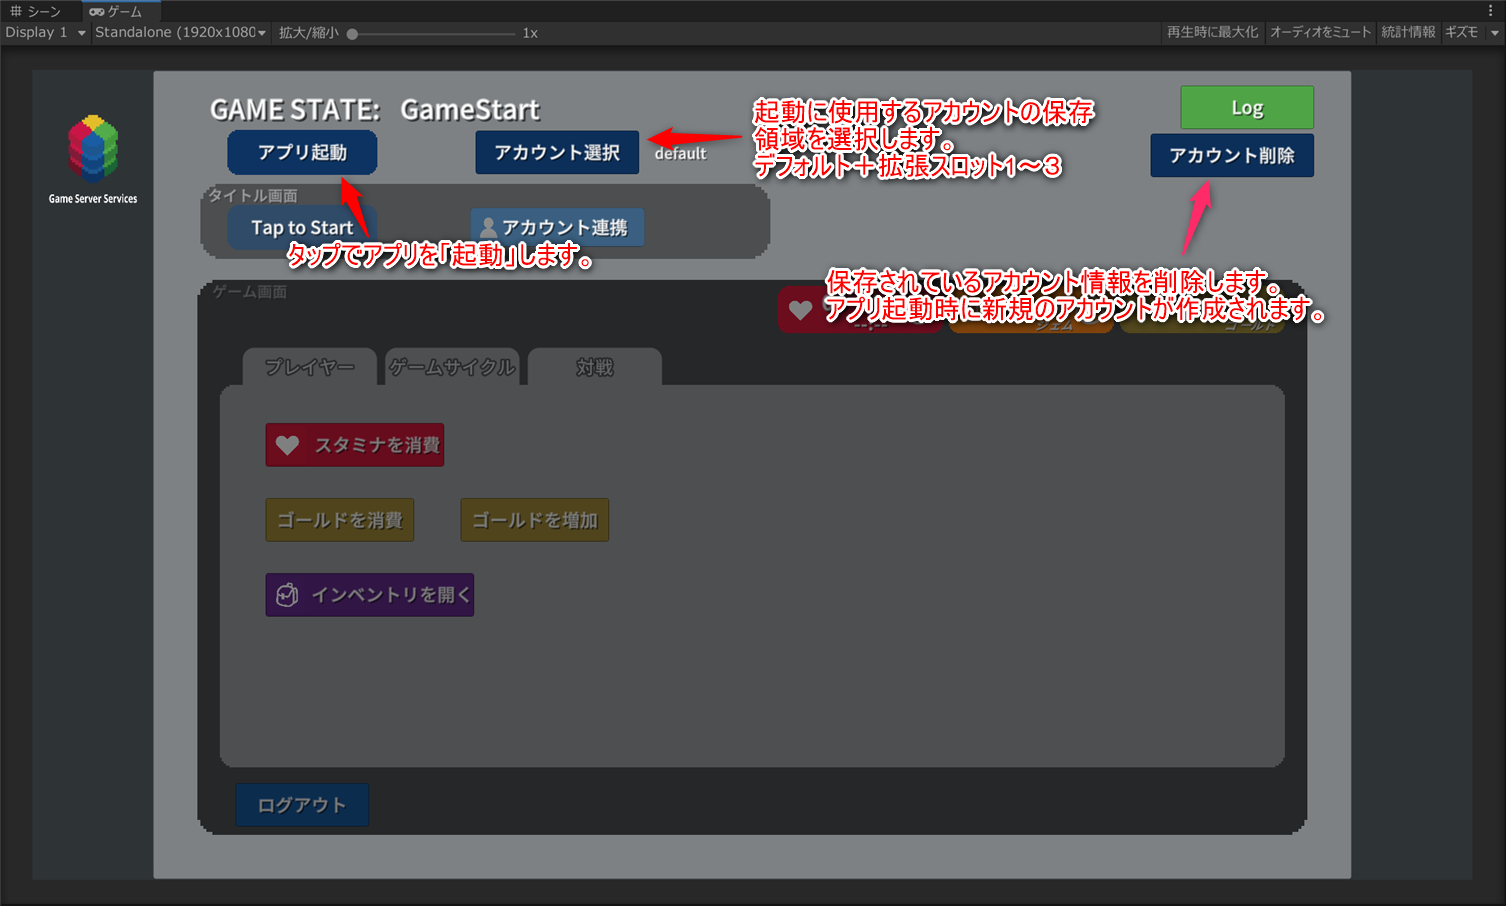 シーン
ゲーム
Display 1
Standalone (1920x1080
拡大/縮小
1x
再生時に最大化
オーディオをミュート
統計情報
ギズモ
Game Server Services
GAME STATE: GameStart
アプリ起動
アカウント選択
default
起動に使用するアカウントの保存
領域を選択します。
デフォルト＋拡張スロット1～3
Log
アカウント削除
タイトル画面
Tap to Start
アカウント連携
タップでアプリを「起動」します。
保存されているアカウント情報を削除します。
アプリ起動時に新規のアカウントが作成されます。
ゲーム画面
--:--
ジェム
ゴールド
プレイヤー
ゲームサイクル
対戦
スタミナを消費
ゴールドを消費
ゴールドを増加
インベントリを開く
ログアウト